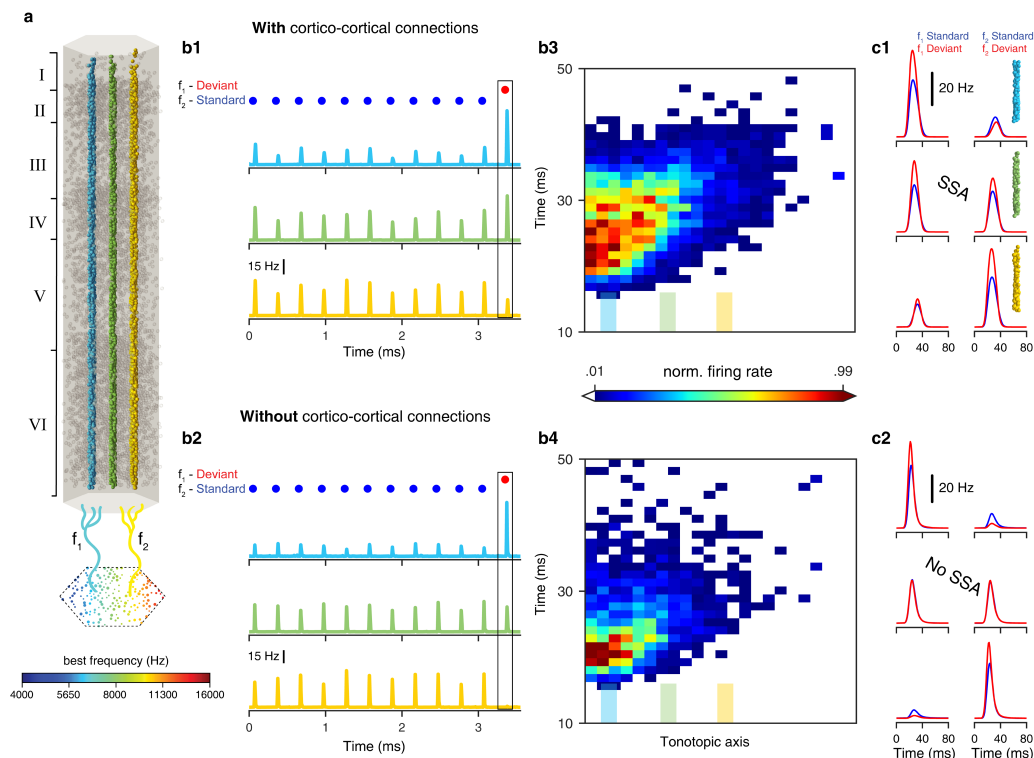 a
I
II
III
IV
V
VI
f1
f2
best frequency (Hz)
4000 5650 8000 11300 16000
With cortico-cortical connections
b1
f1 - Deviant
f2 - Standard
15 Hz
0 1 2 3
Time (ms)
b3
50
30
10
Time (ms)
norm. firing rate
.01 .99
c1
f1 Standard f2 Standard
f1 Deviant f2 Deviant
20 Hz
SSA
0 40 80 0 40 80
Without cortico-cortical connections
b2
f1 - Deviant
f2 - Standard
15 Hz
0 1 2 3
Time (ms)
b4
50
30
10
Time (ms)
Tonotopic axis
c2
20 Hz
No SSA
0 40 80 0 40 80
Time (ms) Time (ms)